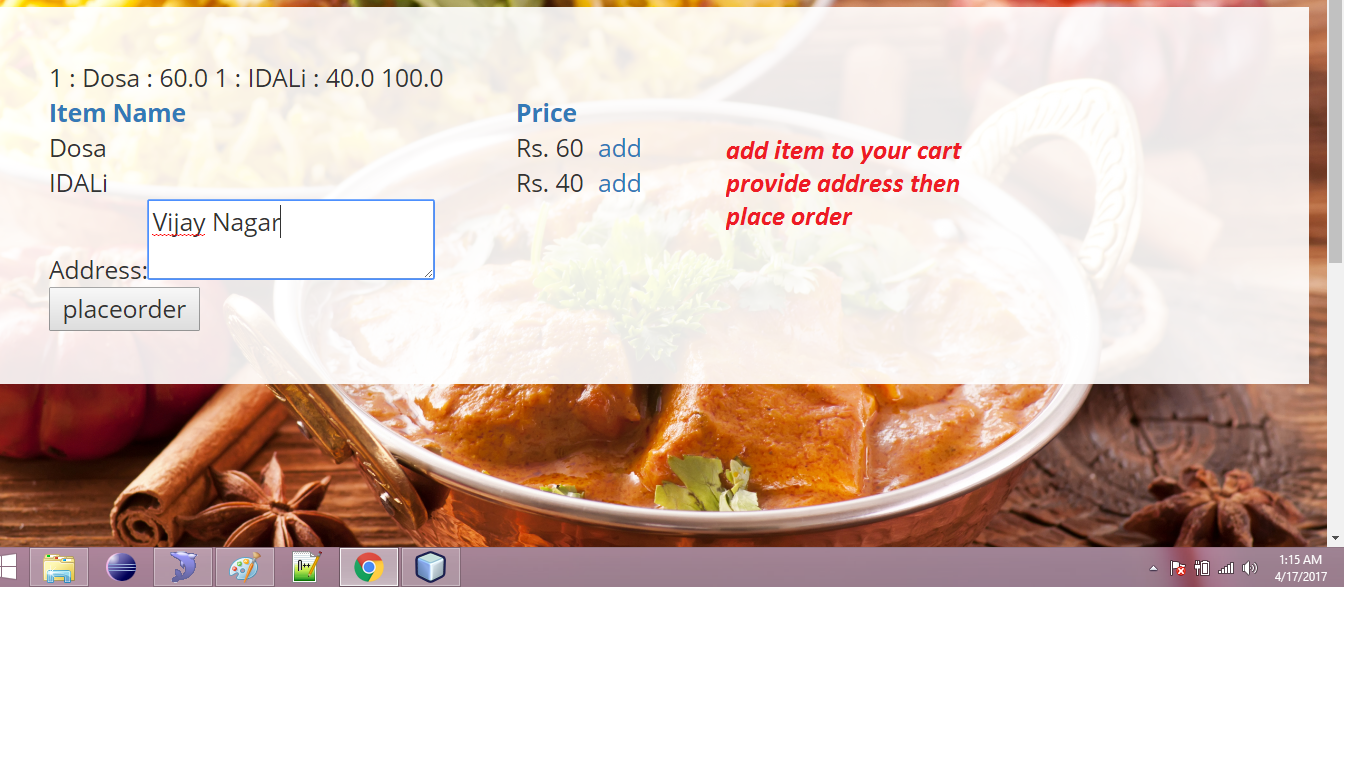 1 : Dosa : 60.0 1 : IDALi : 40.0 100.0
Item Name Price
Dosa Rs. 60 add
IDALi Rs. 40 add
add item to your cart
provide address then
place order
Vijay Nagar
Address:
placeorder
N++
1:15 AM
4/17/2017